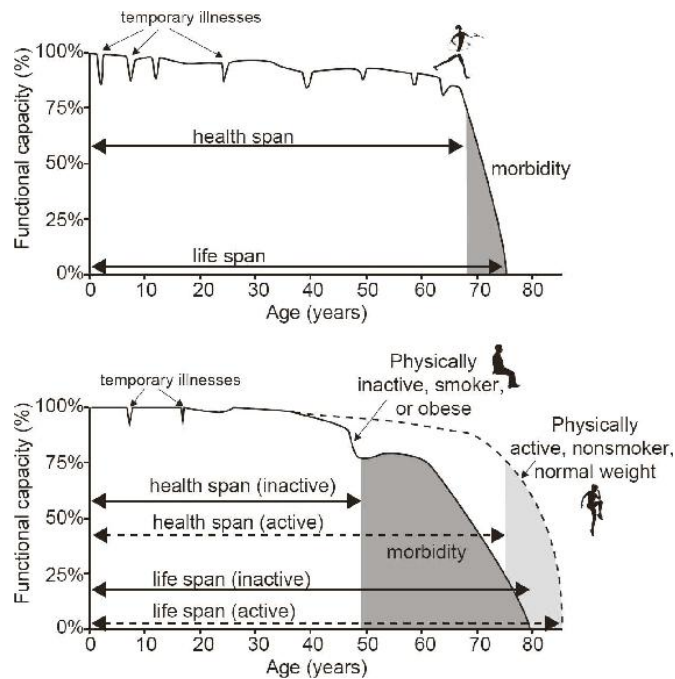 temporary illnesses
100%
75%
50%
25%
0%
Functional capacity (%)
health span
morbidity
life span
0 10 20 30 40 50 60 70 80
Age (years)
temporary illnesses
Physically
inactive, smoker,
or obese
Physically
active, nonsmoker,
normal weight
100%
75%
50%
25%
0%
Functional capacity (%)
health span (inactive)
health span (active)
morbidity
life span (inactive)
life span (active)
0 10 20 30 40 50 60 70 80
Age (years)